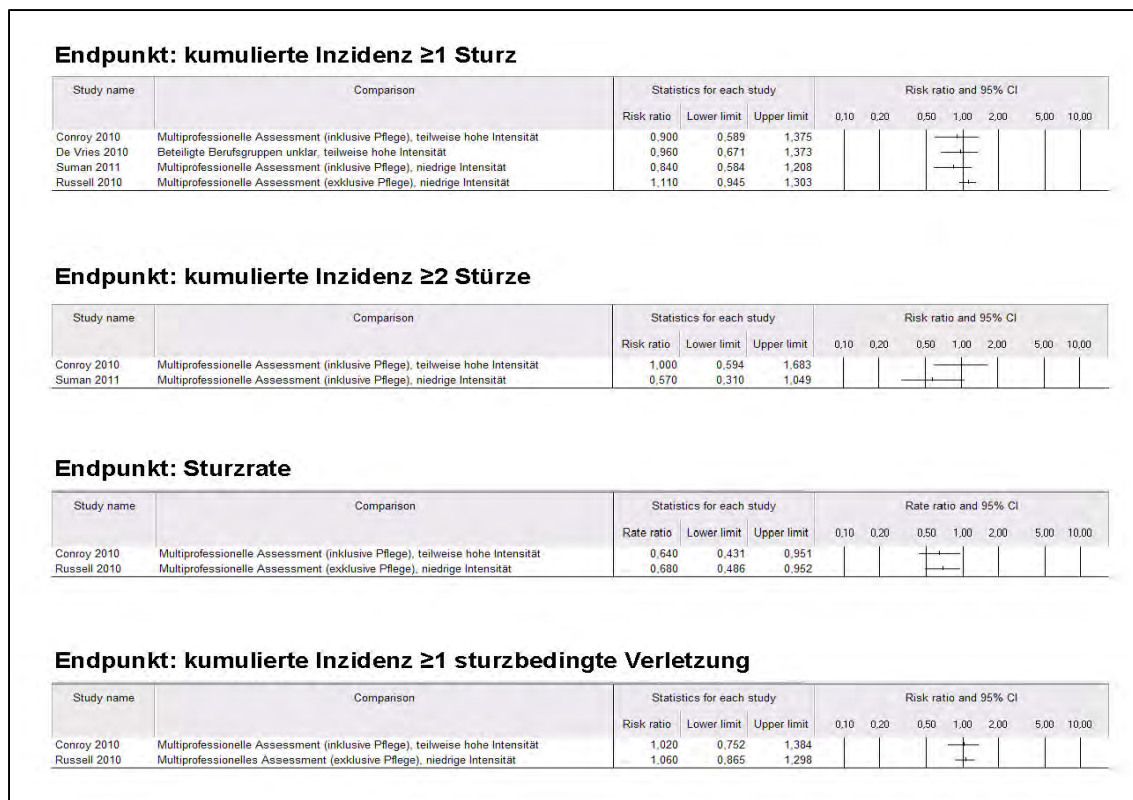 Endpunkt: kumulierte Inzidenz ≥1 Sturz
Study name Comparison Statistics for each study Risk ratio and 95% CI
Risk ratio Lower limit Upper limit 0,10 0,20 0,50 1,00 2,00 5,00 10,00
Conroy 2010 Multiprofessionelle Assessment (inklusive Pflege), teilweise hohe Intensität 0,900 0,589 1,375
De Vries 2010 Beteiligte Berufsgruppen unklar, teilweise hohe Intensität 0,960 0,671 1,373
Suman 2011 Multiprofessionelle Assessment (inklusive Pflege), niedrige Intensität 0,840 0,584 1,208
Russell 2010 Multiprofessionelle Assessment (exklusive Pflege), niedrige Intensität 1,110 0,945 1,303
Endpunkt: kumulierte Inzidenz ≥2 Stürze
Study name Comparison Statistics for each study Risk ratio and 95% CI
Risk ratio Lower limit Upper limit 0,10 0,20 0,50 1,00 2,00 5,00 10,00
Conroy 2010 Multiprofessionelle Assessment (inklusive Pflege), teilweise hohe Intensität 1,000 0,594 1,683
Suman 2011 Multiprofessionelle Assessment (inklusive Pflege), niedrige Intensität 0,570 0,310 1,049
Endpunkt: Sturzrate
Study name Comparison Statistics for each study Rate ratio and 95% CI
Rate ratio Lower limit Upper limit 0,10 0,20 0,50 1,00 2,00 5,00 10,00
Conroy 2010 Multiprofessionelle Assessment (inklusive Pflege), teilweise hohe Intensität 0,640 0,431 0,951
Russell 2010 Multiprofessionelle Assessment (exklusive Pflege), niedrige Intensität 0,680 0,486 0,952
Endpunkt: kumulierte Inzidenz ≥1 sturzbedingte Verletzung
Study name Comparison Statistics for each study Risk ratio and 95% CI
Risk ratio Lower limit Upper limit 0,10 0,20 0,50 1,00 2,00 5,00 10,00
Conroy 2010 Multiprofessionelle Assessment (inklusive Pflege), teilweise hohe Intensität 1,020 0,752 1,384
Russell 2010 Multiprofessionelles Assessment (exklusive Pflege), niedrige Intensität 1,060 0,865 1,298